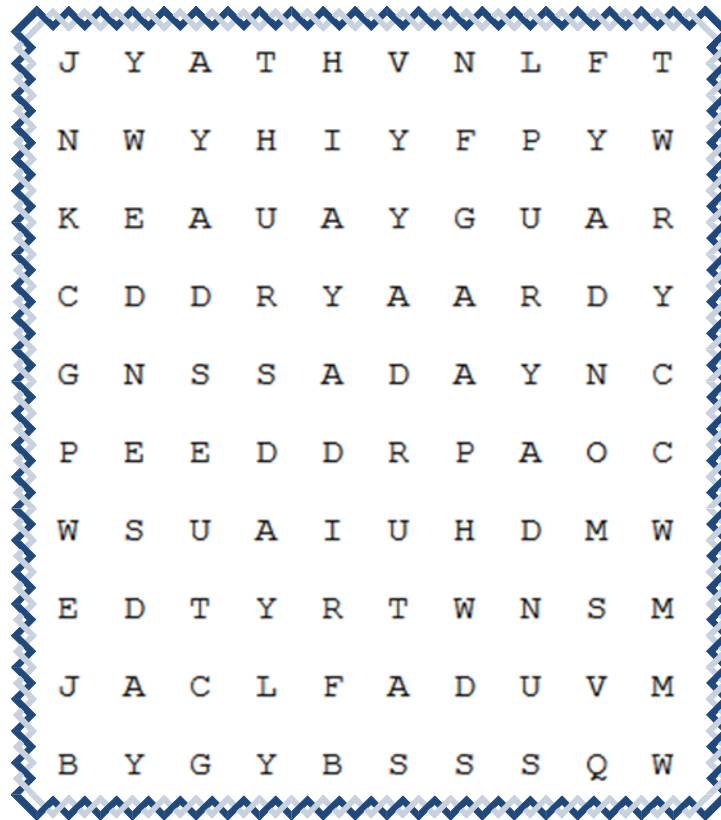 J Y A T H V N L F T
N W Y H I Y F P Y W
K E A U A Y G U A R
C D D R Y A A R D Y
G N S S A D A Y N C
P E E D D R P A O C
W S U A I U H D M W
E D T Y R T W N S M
J A C L F A D U V M
B Y G Y B S S S Q W